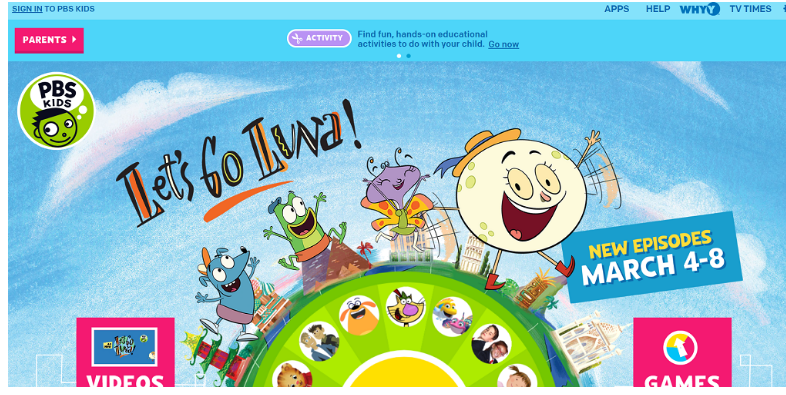 SIGN IN TO PBS KIDS
APPS HELP WHYY TV TIMES
PARENTS
ACTIVITY
Find fun, hands-on educational
activities to do with your child. Go now
PBS
KIDS
LET'S GO LUNA!
NEW EPISODES
MARCH 4-8
VIDEOS
GAMES